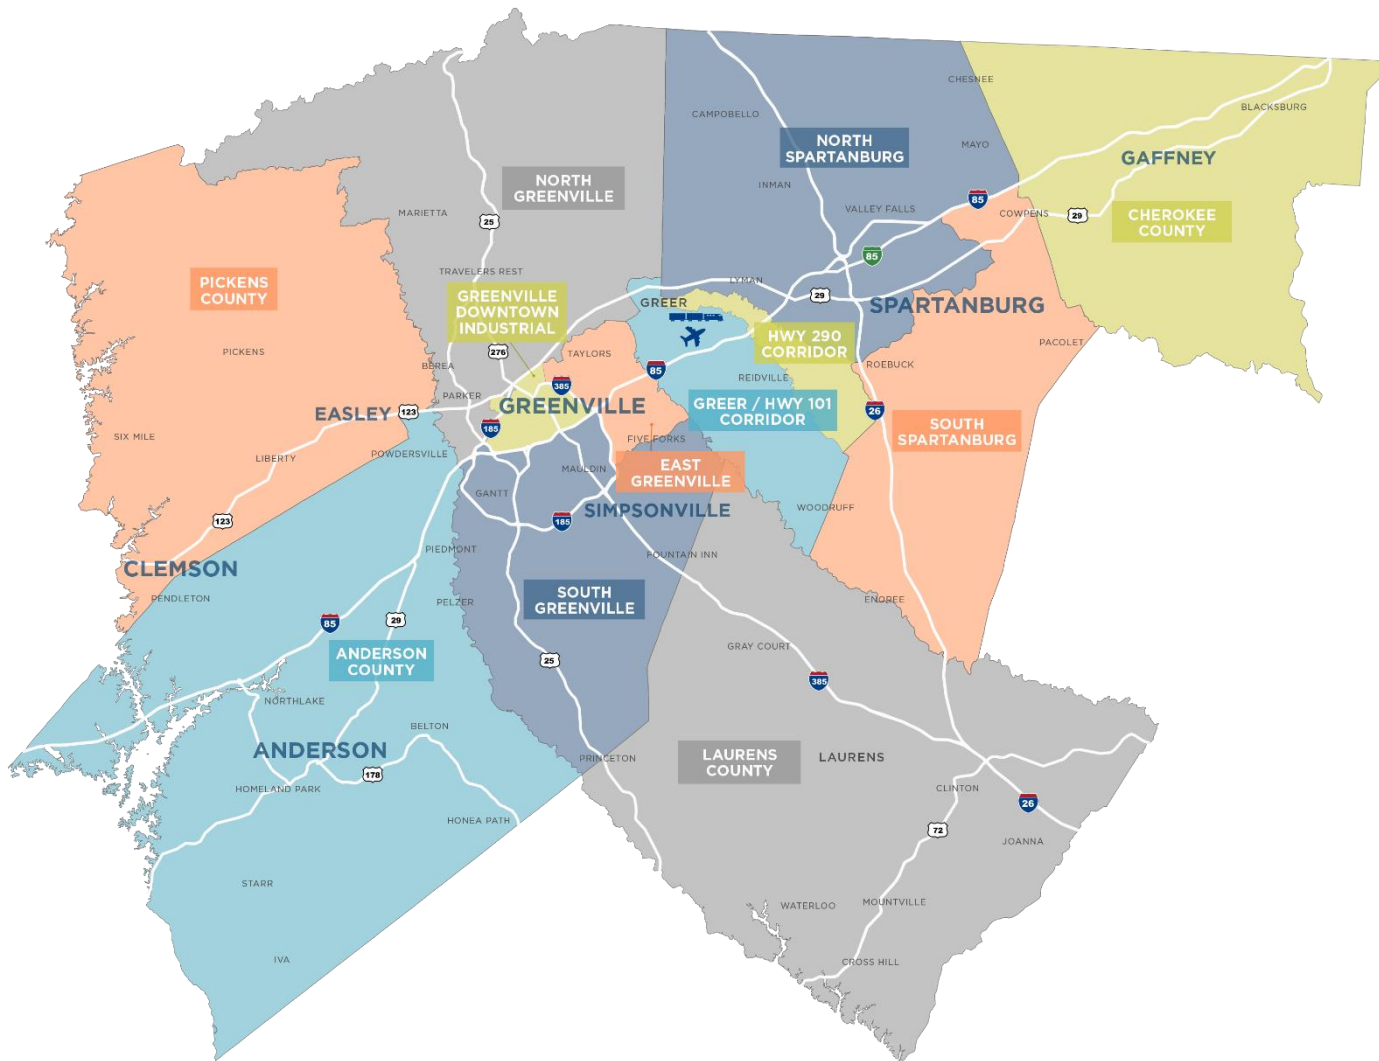 CHESNEE
BLACKSBURG
CAMPOBELLO
NORTH
SPARTANBURG
MAYO
GAFFNEY
INMAN
NORTH
GREENVILLE
MARIETTA
25
VALLEY FALLS
85
COWPENS
29
CHEROKEE
COUNTY
85
TRAVELERS REST
LYMAN
PICKENS
COUNTY
GREENVILLE
DOWNTOWN
INDUSTRIAL
GREER
29
SPARTANBURG
HWY 290
CORRIDOR
PACOLET
PICKENS
276
TAYLORS
BEREA
85
ROEBUCK
REIDVILLE
385
PARKER
EASLEY
123
GREENVILLE
GREER / HWY 101
CORRIDOR
26
SOUTH
SPARTANBURG
185
SIX MILE
LIBERTY
POWDERSVILLE
FIVE FORKS
MAULDIN
EAST
GREENVILLE
GANTT
SIMPSONVILLE
WOODRUFF
123
185
PIEDMONT
FOUNTAIN INN
CLEMSON
PENDLETON
PELZER
SOUTH
GREENVILLE
ENOREE
85
29
ANDERSON
COUNTY
25
GRAY COURT
385
NORTHLAKE
BELTON
ANDERSON
PRINCETON
LAURENS
COUNTY
LAURENS
178
HOMELAND PARK
CLINTON
26
HONEA PATH
72
JOANNA
STARR
WATERLOO
MOUNTVILLE
IVA
CROSS HILL